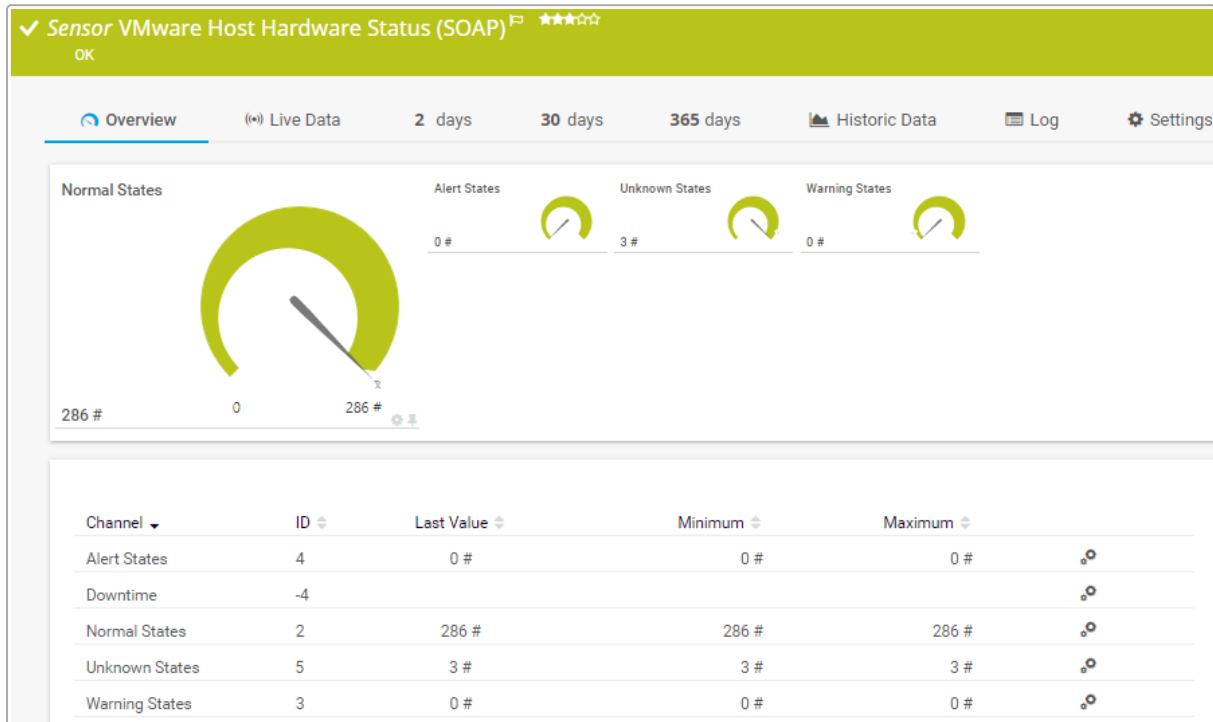 Sensor VMware Host Hardware Status (SOAP)
OK
Overview Live Data 2 days 30 days 365 days Historic Data Log Settings
Normal States
286 #
0
286 #
Alert States
0 #
Unknown States
3 #
Warning States
0 #
Channel ID Last Value Minimum Maximum
Alert States 4 0 # 0 # 0 #
Downtime -4
Normal States 2 286 # 286 # 286 #
Unknown States 5 3 # 3 # 3 #
Warning States 3 0 # 0 # 0 #